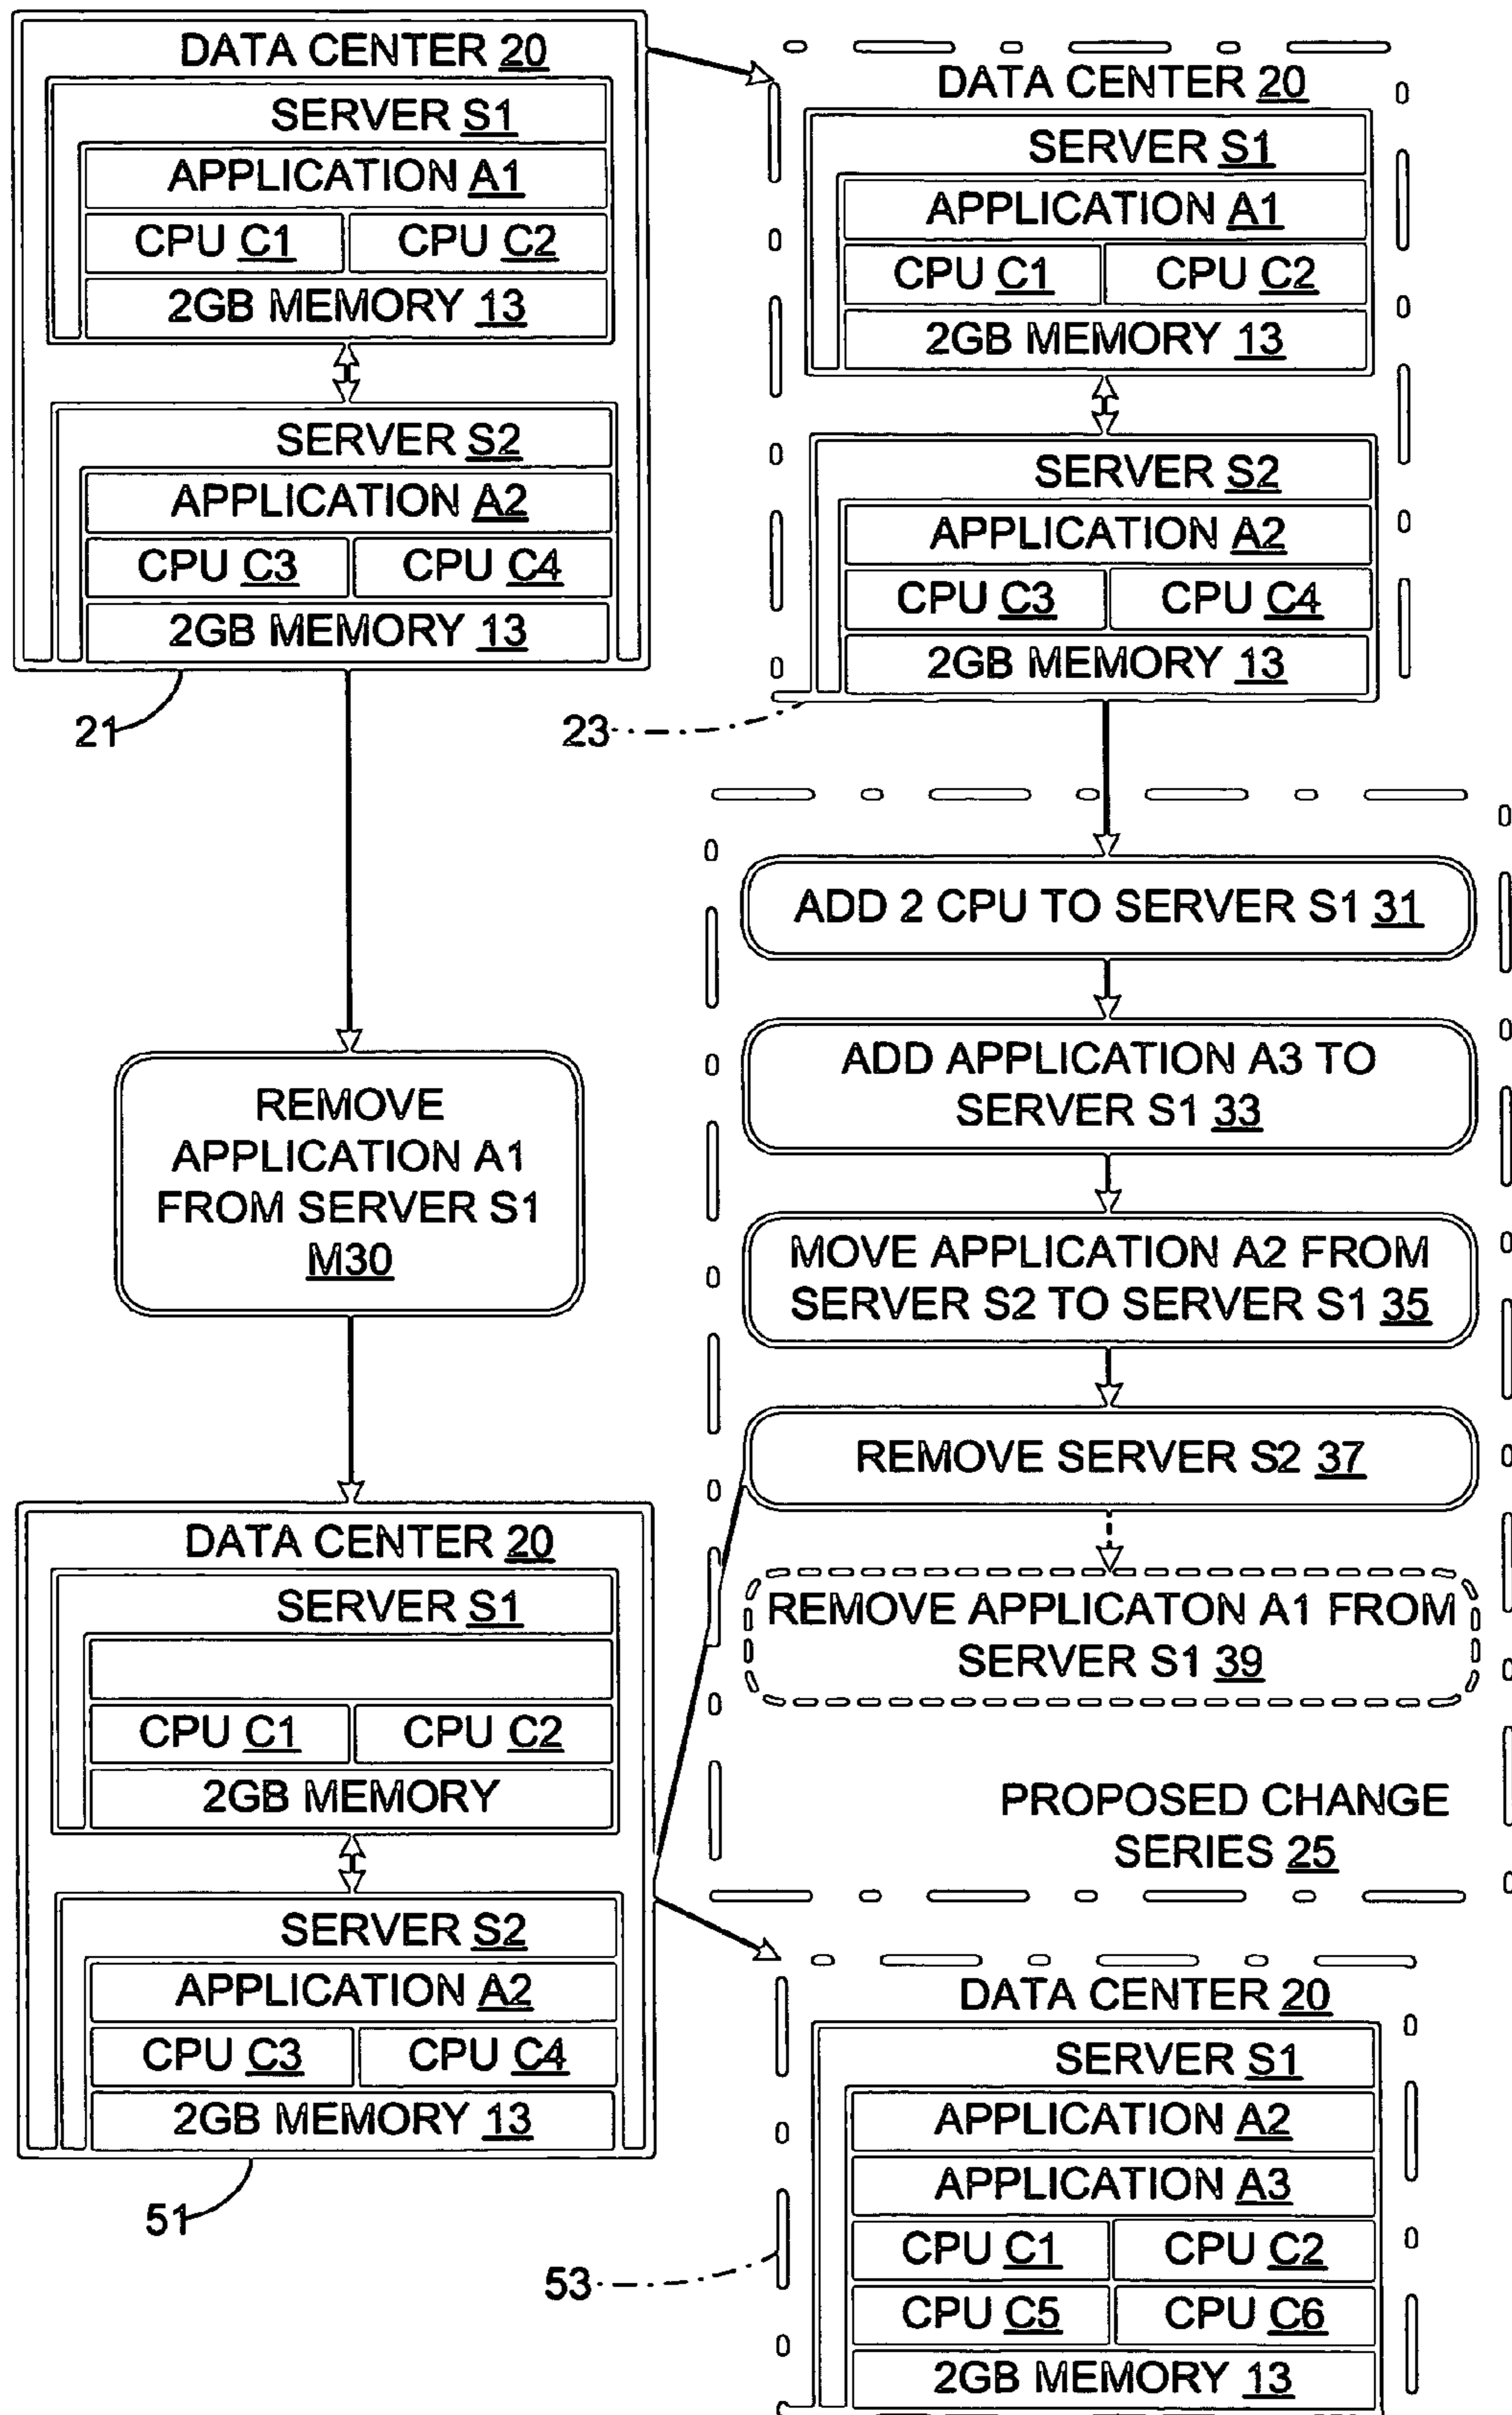 DATA CENTER 20
SERVER S1
APPLICATION A1
CPU C1
CPU C2
2GB MEMORY 13
SERVER S2
APPLICATION A2
CPU C3
CPU C4
2GB MEMORY 13
21
DATA CENTER 20
SERVER S1
APPLICATION A1
CPU C1
CPU C2
2GB MEMORY 13
SERVER S2
APPLICATION A2
CPU C3
CPU C4
2GB MEMORY 13
23
REMOVE
APPLICATION A1
FROM SERVER S1
M30
ADD 2 CPU TO SERVER S1 31
ADD APPLICATION A3 TO
SERVER S1 33
MOVE APPLICATION A2 FROM
SERVER S2 TO SERVER S1 35
REMOVE SERVER S2 37
REMOVE APPLICATON A1 FROM
SERVER S1 39
PROPOSED CHANGE
SERIES 25
DATA CENTER 20
SERVER S1
CPU C1
CPU C2
2GB MEMORY
SERVER S2
APPLICATION A2
CPU C3
CPU C4
2GB MEMORY 13
51
DATA CENTER 20
SERVER S1
APPLICATION A2
APPLICATION A3
CPU C1
CPU C2
CPU C5
CPU C6
2GB MEMORY 13
53